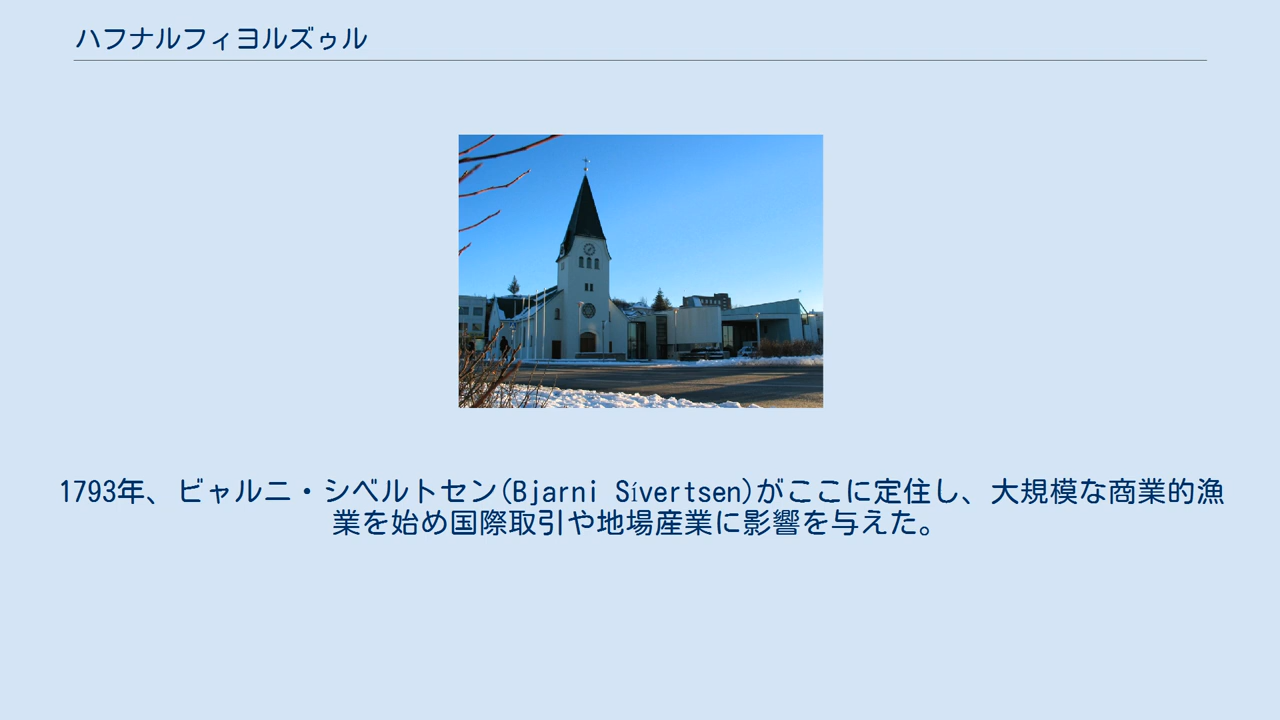 ハフナルフィヨルズゥル
1793年、ビャルニ・シベルトセン(Bjarni Sívertsen)がここに定住し、大規模な商業的漁
業を始め国際取引や地場産業に影響を与えた。